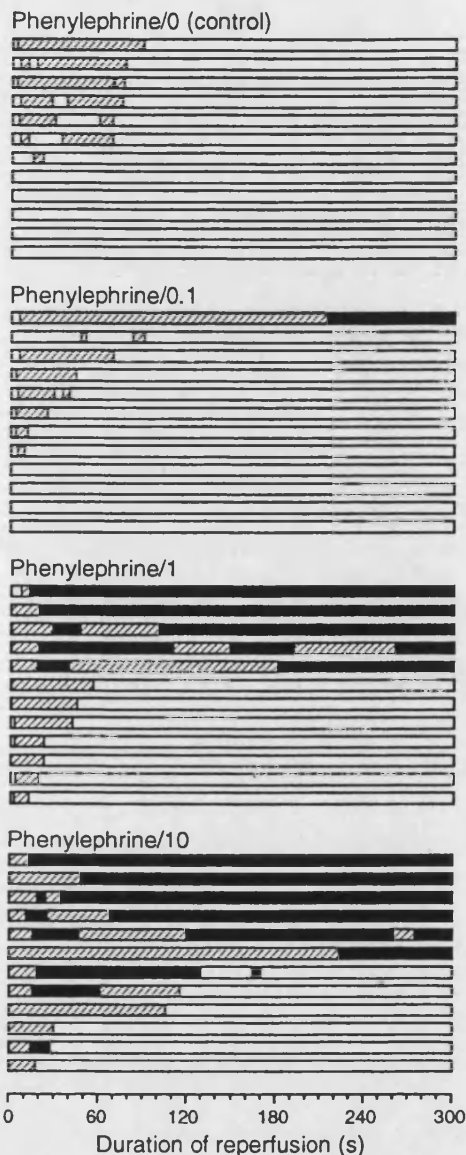 Phenylephrine/0 (control)
Phenylephrine/0.1
Phenylephrine/1
Phenylephrine/10
0 60 120 180 240 300
Duration of reperfusion (s)